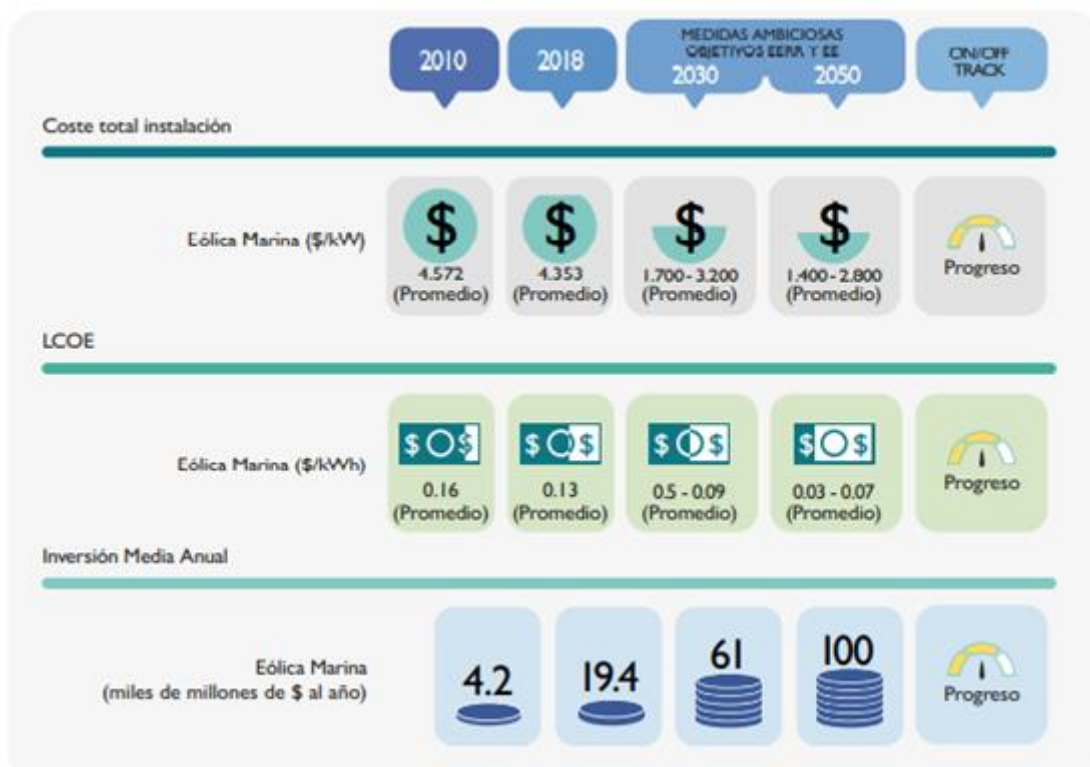 2010
2018
MEDIDAS AMBICIOSAS
OBJETIVOS EERR Y EE
2030
2050
ON/OFF
TRACK
Coste total instalación
Eólica Marina ($/kW)
$
4.572
(Promedio)
$
4.353
(Promedio)
$
1.700 - 3.200
(Promedio)
$
1.400 - 2.800
(Promedio)
Progreso
LCOE
Eólica Marina ($/kWh)
$ $
0.16
(Promedio)
$ $
0.13
(Promedio)
$ $
0.5 - 0.09
(Promedio)
$ $
0.03 - 0.07
(Promedio)
Progreso
Inversión Media Anual
Eólica Marina
(miles de millones de $ al año)
4.2
19.4
61
100
Progreso